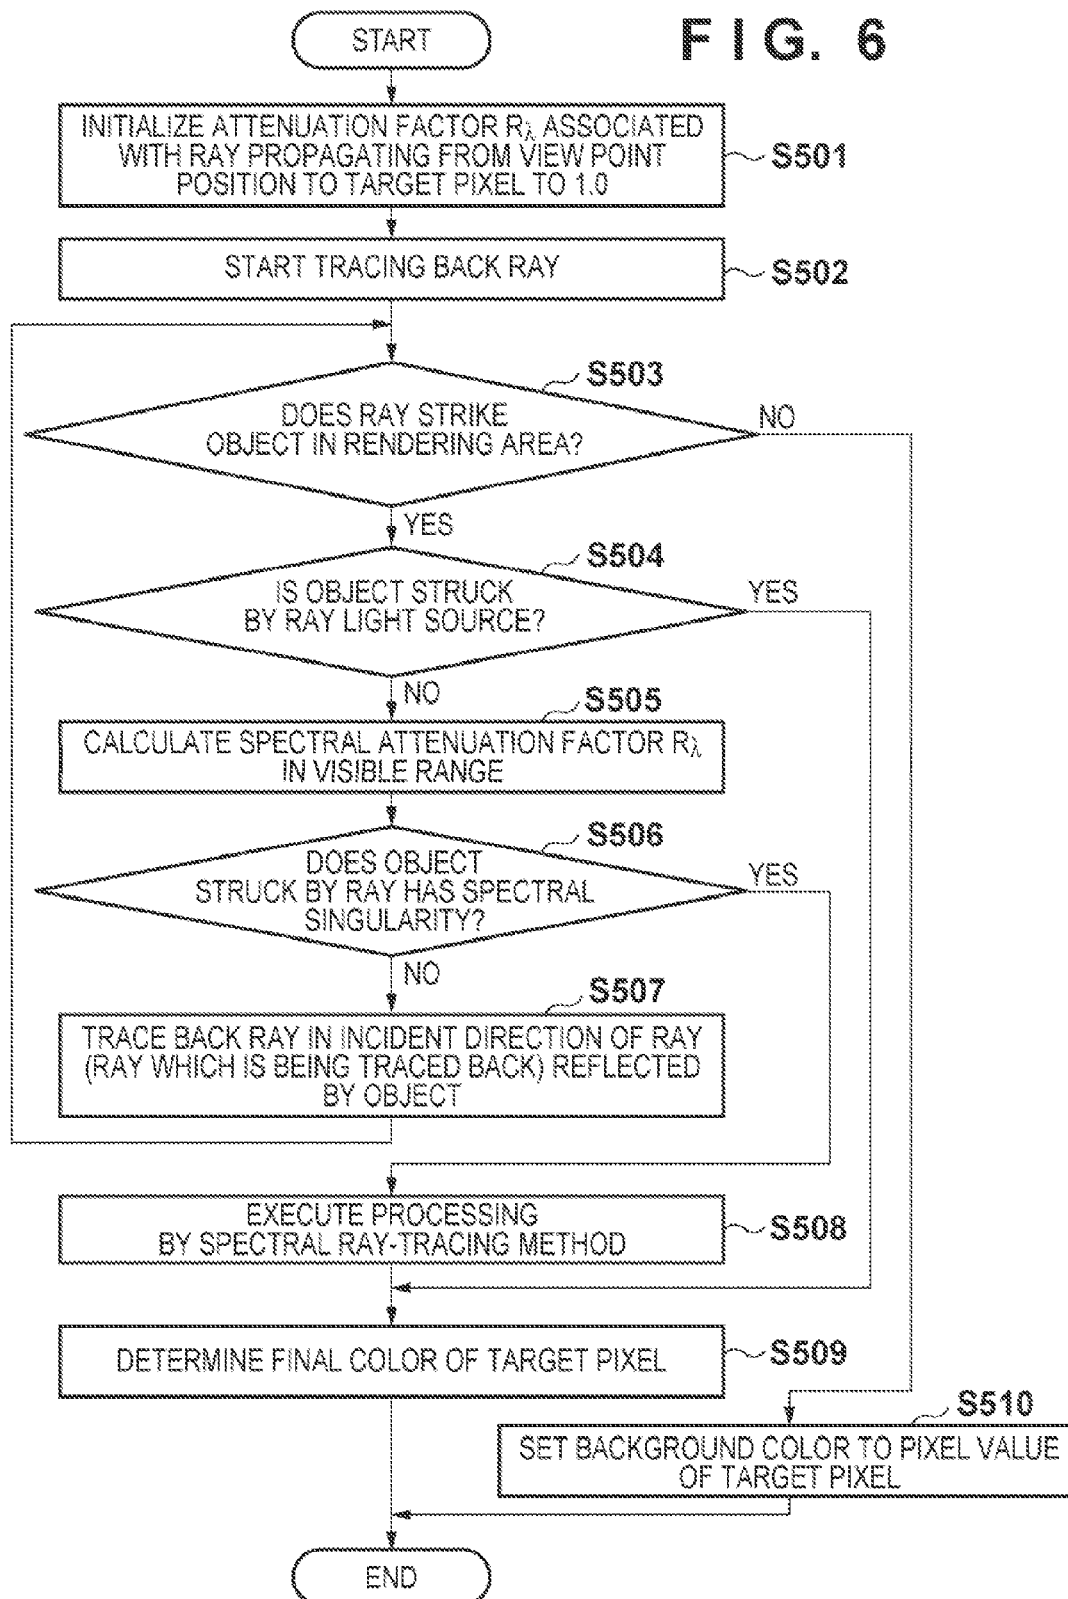 FIG. 6
START
INITIALIZE ATTENUATION FACTOR Rλ ASSOCIATED
WITH RAY PROPAGATING FROM VIEW POINT
POSITION TO TARGET PIXEL TO 1.0
S501
START TRACING BACK RAY
S502
S503
DOES RAY STRIKE
OBJECT IN RENDERING AREA?
NO
YES
S504
IS OBJECT STRUCK
BY RAY LIGHT SOURCE?
YES
NO
S505
CALCULATE SPECTRAL ATTENUATION FACTOR Rλ
IN VISIBLE RANGE
S506
DOES OBJECT
STRUCK BY RAY HAS SPECTRAL
SINGULARITY?
YES
NO
S507
TRACE BACK RAY IN INCIDENT DIRECTION OF RAY
(RAY WHICH IS BEING TRACED BACK) REFLECTED
BY OBJECT
EXECUTE PROCESSING
BY SPECTRAL RAY-TRACING METHOD
S508
DETERMINE FINAL COLOR OF TARGET PIXEL
S509
S510
SET BACKGROUND COLOR TO PIXEL VALUE
OF TARGET PIXEL
END